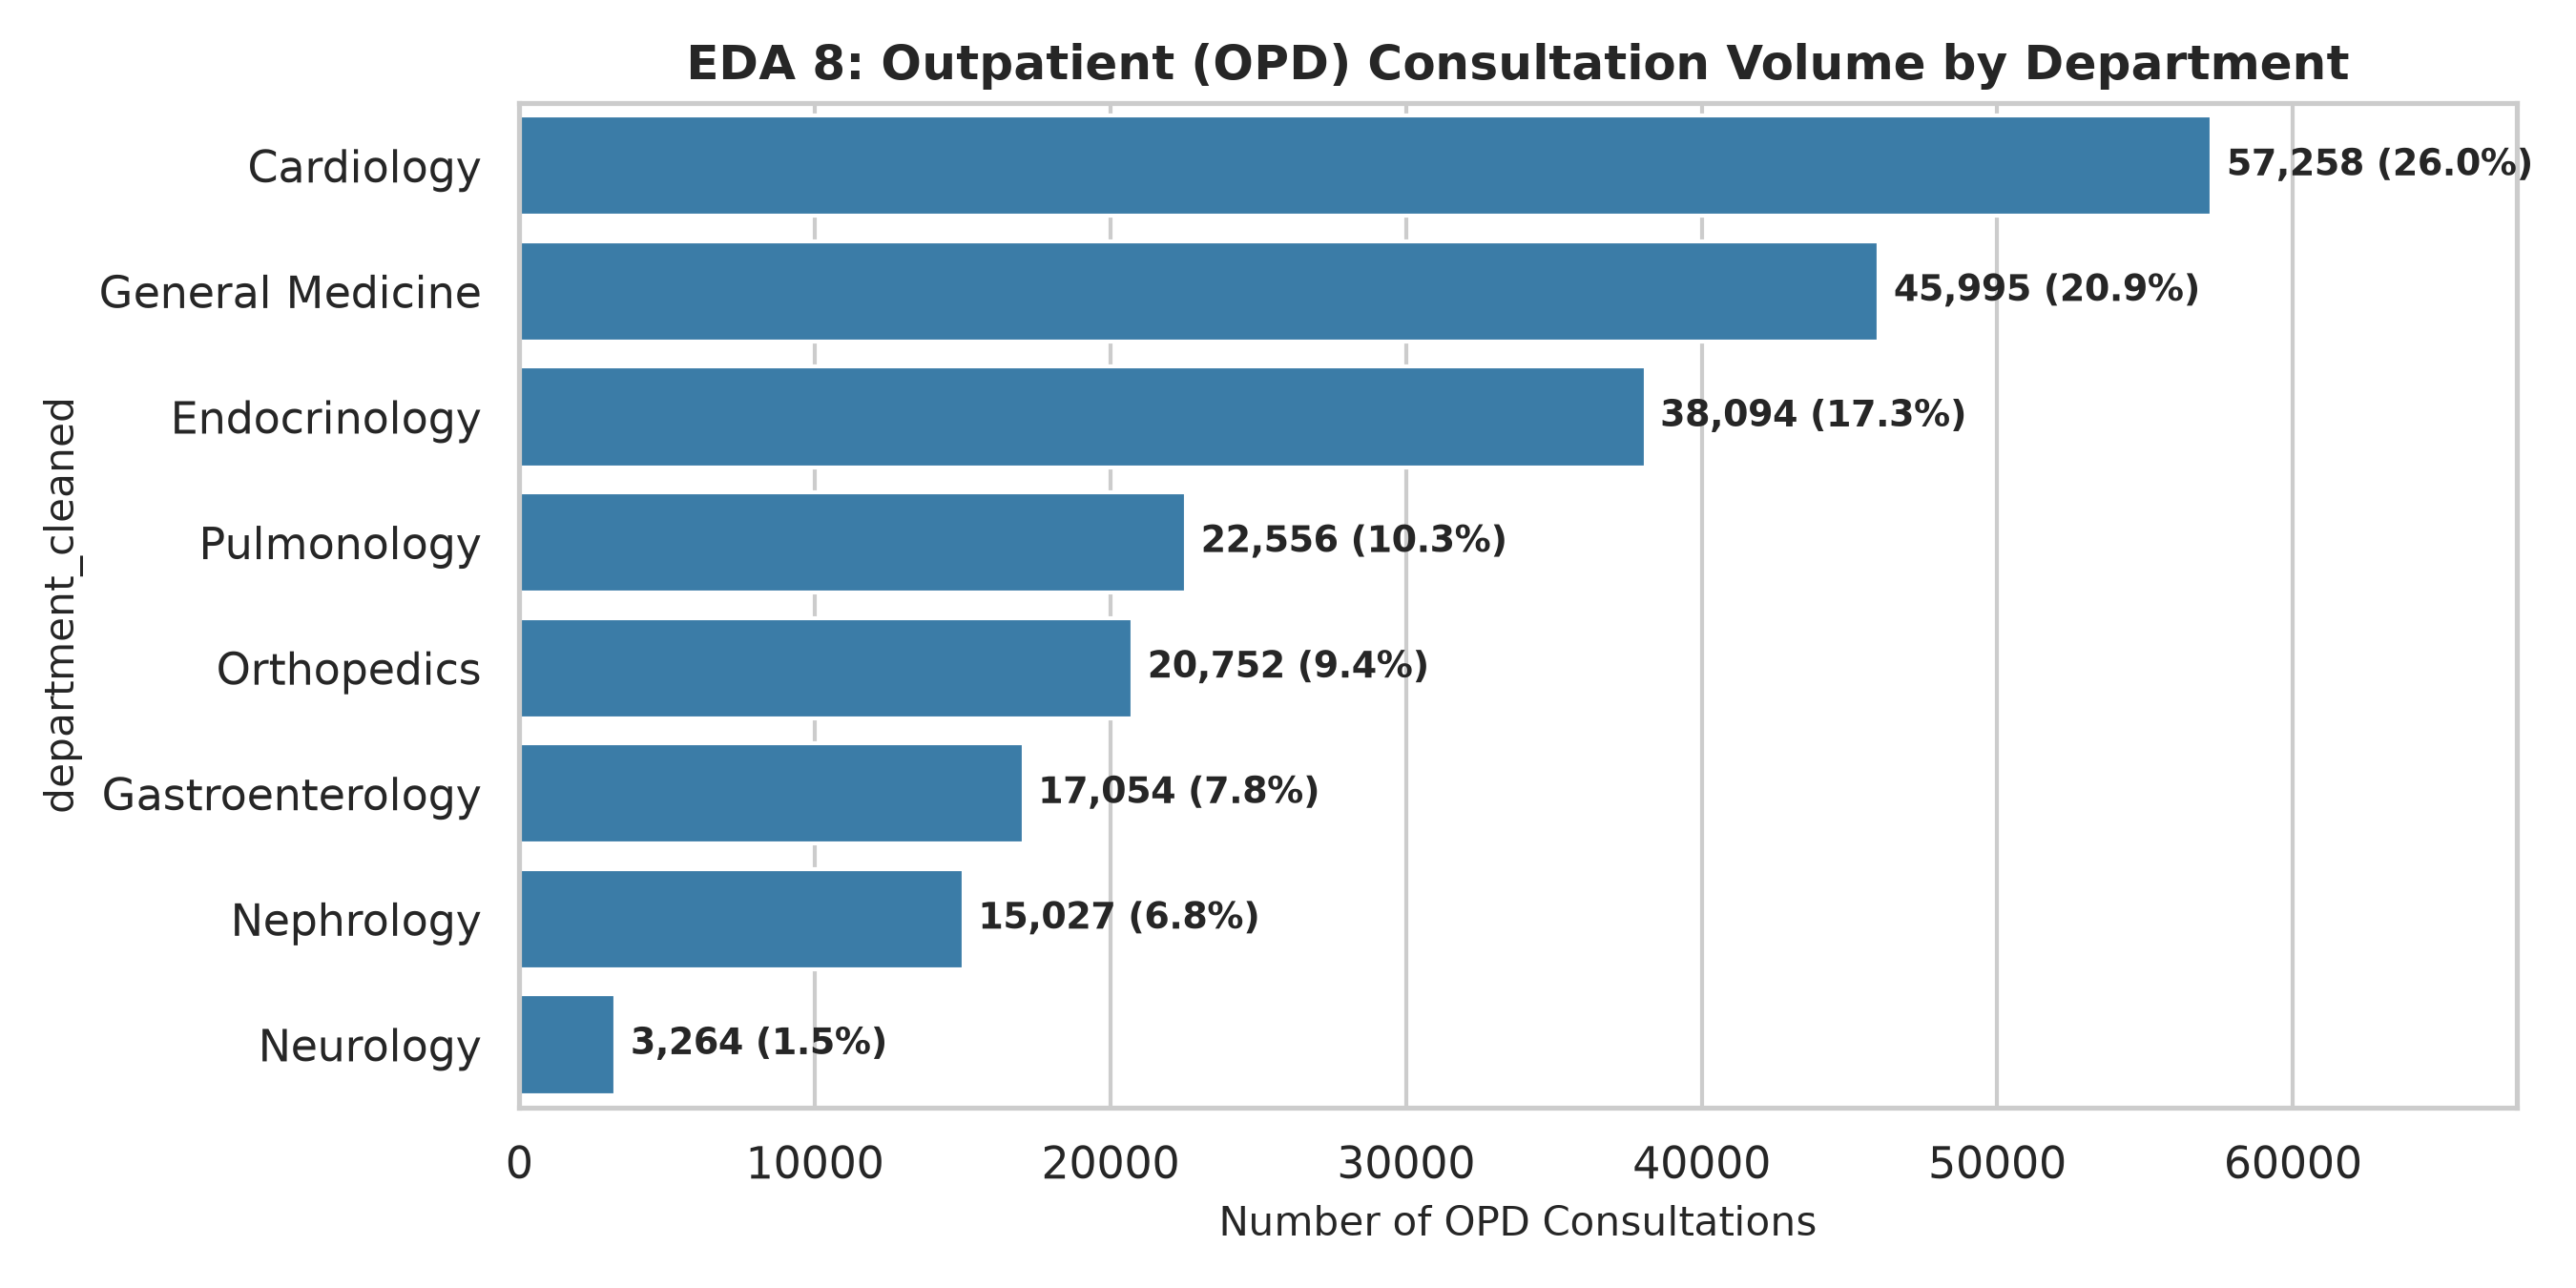 EDA 8: Outpatient (OPD) Consultation Volume by Department
department_cleaned
Cardiology
57,258 (26.0%)
General Medicine
45,995 (20.9%)
Endocrinology
38,094 (17.3%)
Pulmonology
22,556 (10.3%)
Orthopedics
20,752 (9.4%)
Gastroenterology
17,054 (7.8%)
Nephrology
15,027 (6.8%)
Neurology
3,264 (1.5%)
0 10000 20000 30000 40000 50000 60000
Number of OPD Consultations